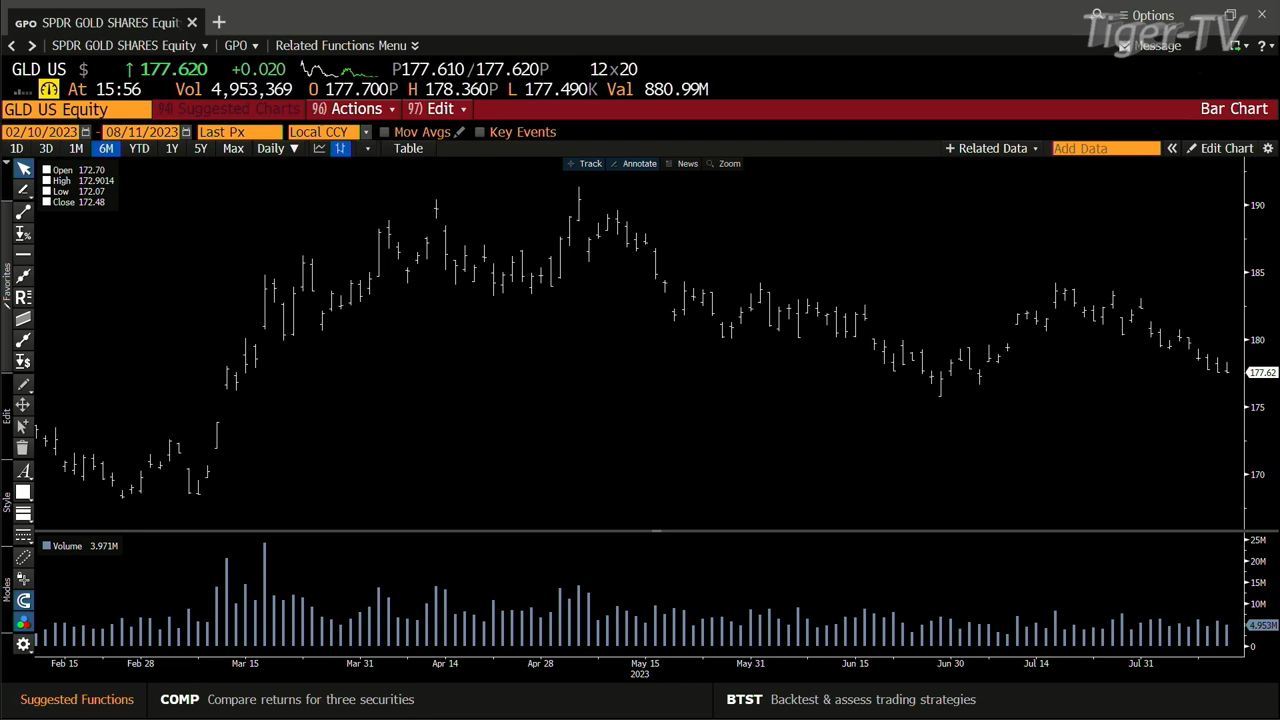 GPO SPDR GOLD SHARES Equit × +
Options
Tiger-TV
SPDR GOLD SHARES Equity GPO Related Functions Menu
Message ?
GLD US $ ↑ 177.620 +0.020 P177.610/177.620P 12x20
At 15:56 Vol 4,953,369 O 177.700P H 178.360P L 177.490K Val 880.99M
GLD US Equity 94) Suggested Charts 96) Actions 97) Edit Bar Chart
02/10/2023 - 08/11/2023 Last Px Local CCY Mov Avgs Key Events
1D 3D 1M 6M YTD 1Y 5Y Max Daily ▼ Table + Related Data Add Data « Edit Chart
Track Annotate News Zoom
Open 172.70
High 172.9014
Low 172.07
Close 172.48
190
185
180
177.62
175
170
Favorites
Edit
Style
Modes
Volume 3.971M
25M
20M
15M
10M
4.953M
0
Feb 15 Feb 28 Mar 15 Mar 31 Apr 14 Apr 28 May 15 May 31 Jun 15 Jun 30 Jul 14 Jul 31
2023
Suggested Functions COMP Compare returns for three securities BTST Backtest & assess trading strategies